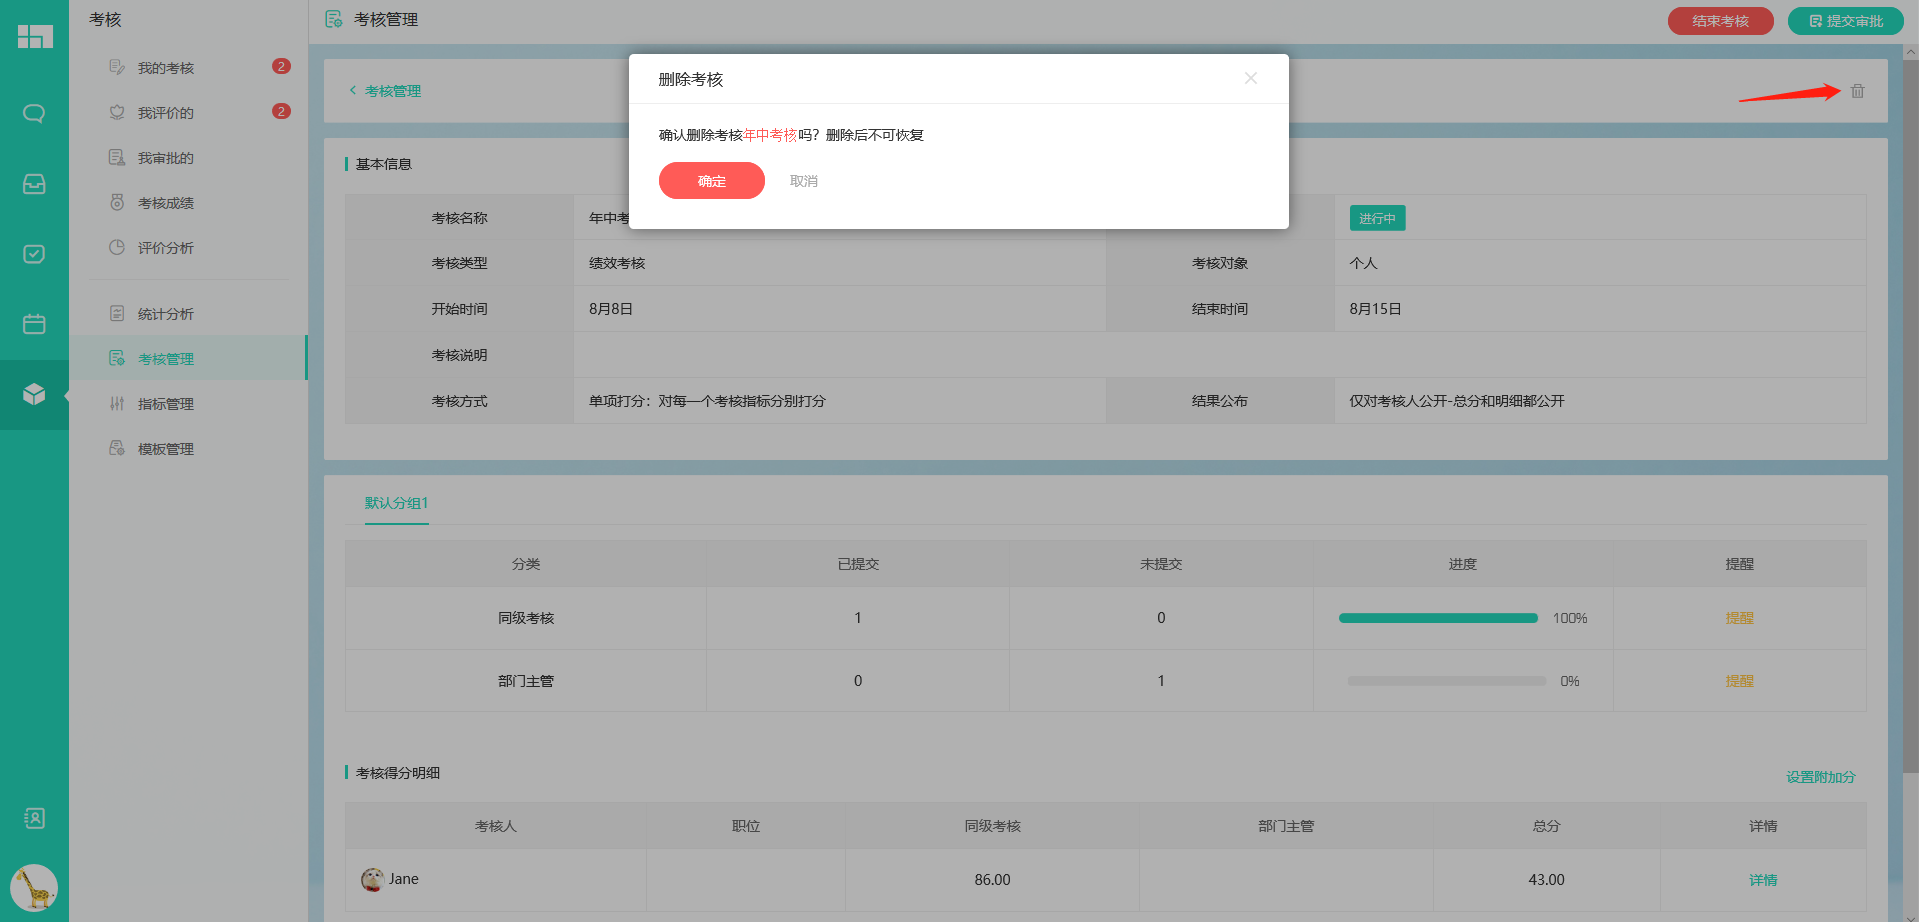 考核
我的考核 2
我评价的 2
我审批的
考核成绩
评价分析
统计分析
考核管理
指标管理
模板管理
考核管理
结束考核
提交审批
考核管理
删除考核
确认删除考核年中考核吗？删除后不可恢复
确定 取消
基本信息
考核名称 年中考 进行中
考核类型 绩效考核 考核对象 个人
开始时间 8月8日 结束时间 8月15日
考核说明
考核方式 单项打分：对每一个考核指标分别打分 结果公布 仅对考核人公开-总分和明细都公开
默认分组1
分类 已提交 未提交 进度 提醒
同级考核 1 0 100% 提醒
部门主管 0 1 0% 提醒
考核得分明细 设置附加分
考核人 职位 同级考核 部门主管 总分 详情
Jane 86.00 43.00 详情